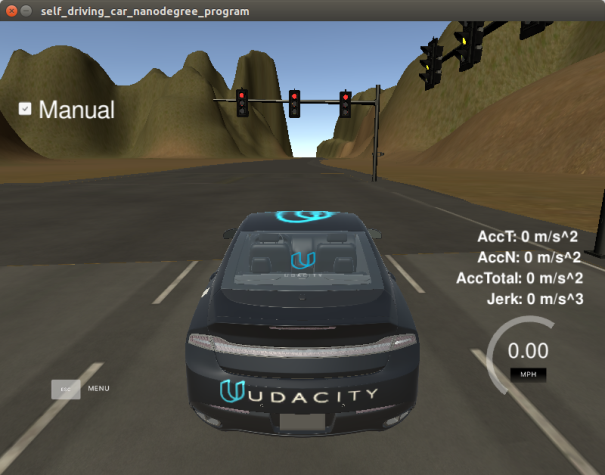 self_driving_car_nanodegree_program
Manual
AccT: 0 m/s^2
AccN: 0 m/s^2
AccTotal: 0 m/s^2
Jerk: 0 m/s^3
0.00
MPH
MENU
UDACITY